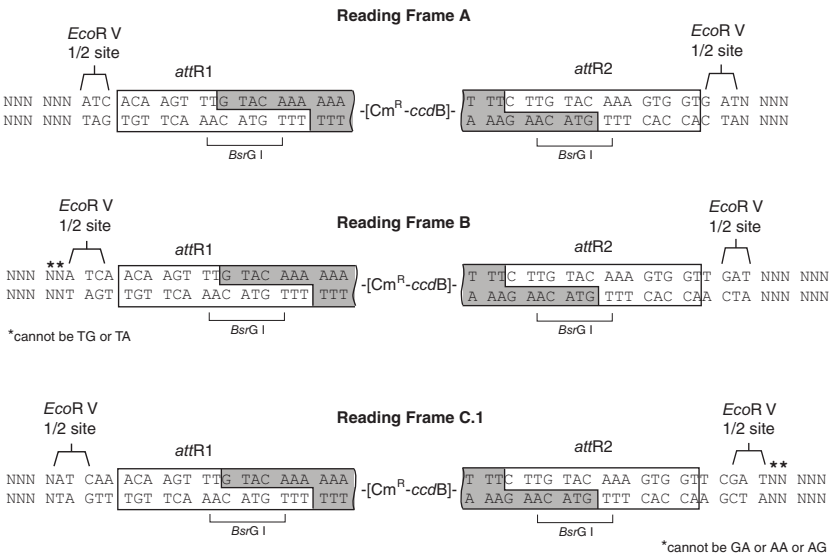 Reading Frame A
EcoR V
1/2 site
attR1
attR2
EcoR V
1/2 site
NNN NNN ATC ACA AGT TTG TAC AAA AAA -[CmR-ccdB]- T TTC TTG TAC AAA GTG GTG ATN NNN
NNN NNN TAG TGT TCA AAC ATG TTT TTT A AAG AAC ATG TTT CAC CAC TAN NNN
BsrG I
BsrG I
EcoR V
1/2 site
Reading Frame B
attR1
attR2
EcoR V
1/2 site
**
NNN NNA TCA ACA AGT TTG TAC AAA AAA -[CmR-ccdB]- T TTC TTG TAC AAA GTG GTT GAT NNN NNN
NNN NNT AGT TGT TCA AAC ATG TTT TTT A AAG AAC ATG TTT CAC CAA CTA NNN NNN
*cannot be TG or TA
BsrG I
BsrG I
EcoR V
1/2 site
Reading Frame C.1
attR1
attR2
EcoR V
1/2 site
**
NNN NAT CAA ACA AGT TTG TAC AAA AAA -[CmR-ccdB]- T TTC TTG TAC AAA GTG GTT CGA TNN NNN
NNN NTA GTT TGT TCA AAC ATG TTT TTT A AAG AAC ATG TTT CAC CAA GCT ANN NNN
BsrG I
BsrG I
*cannot be GA or AA or AG